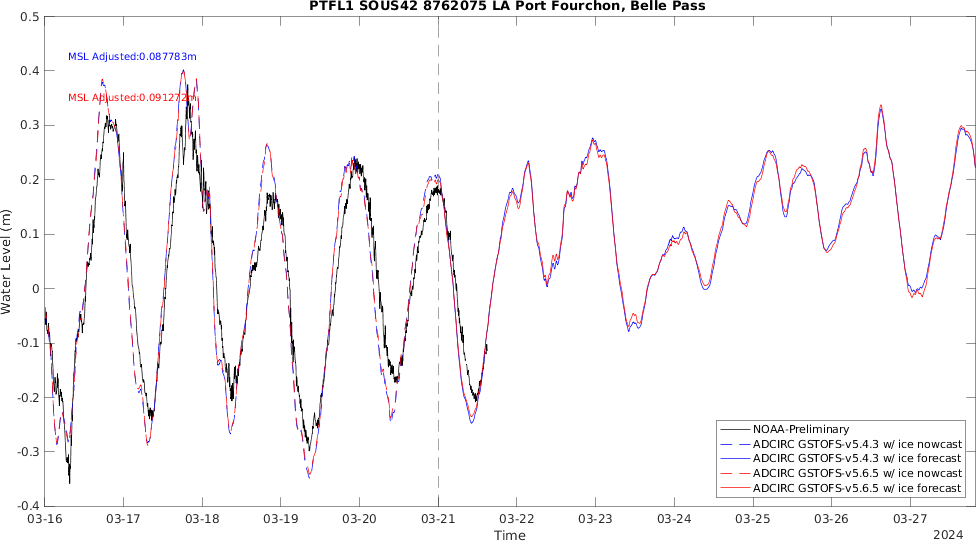 PTFL1 SOUS42 8762075 LA Port Fourchon, Belle Pass
0.5
MSL Adjusted:0.087783m
0.4
MSL Adjusted:0.091272m
0.3
0.2
0.1
0
-0.1
-0.2
-0.3
-0.4
Water Level (m)
NOAA-Preliminary
ADCIRC GSTOFS-v5.4.3 w/ ice nowcast
ADCIRC GSTOFS-v5.4.3 w/ ice forecast
ADCIRC GSTOFS-v5.6.5 w/ ice nowcast
ADCIRC GSTOFS-v5.6.5 w/ ice forecast
03-16 03-17 03-18 03-19 03-20 03-21 03-22 03-23 03-24 03-25 03-26 03-27
Time
2024